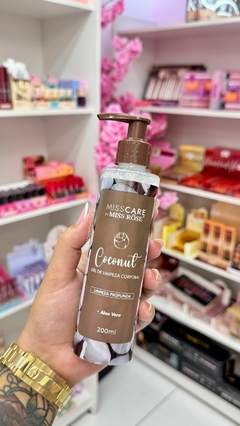 MISSCARE
by MISS RÔSE
Coconut
GEL DE LIMPEZA CORPORAL
LIMPEZA PROFUNDA
• Aloe Vera
200ml